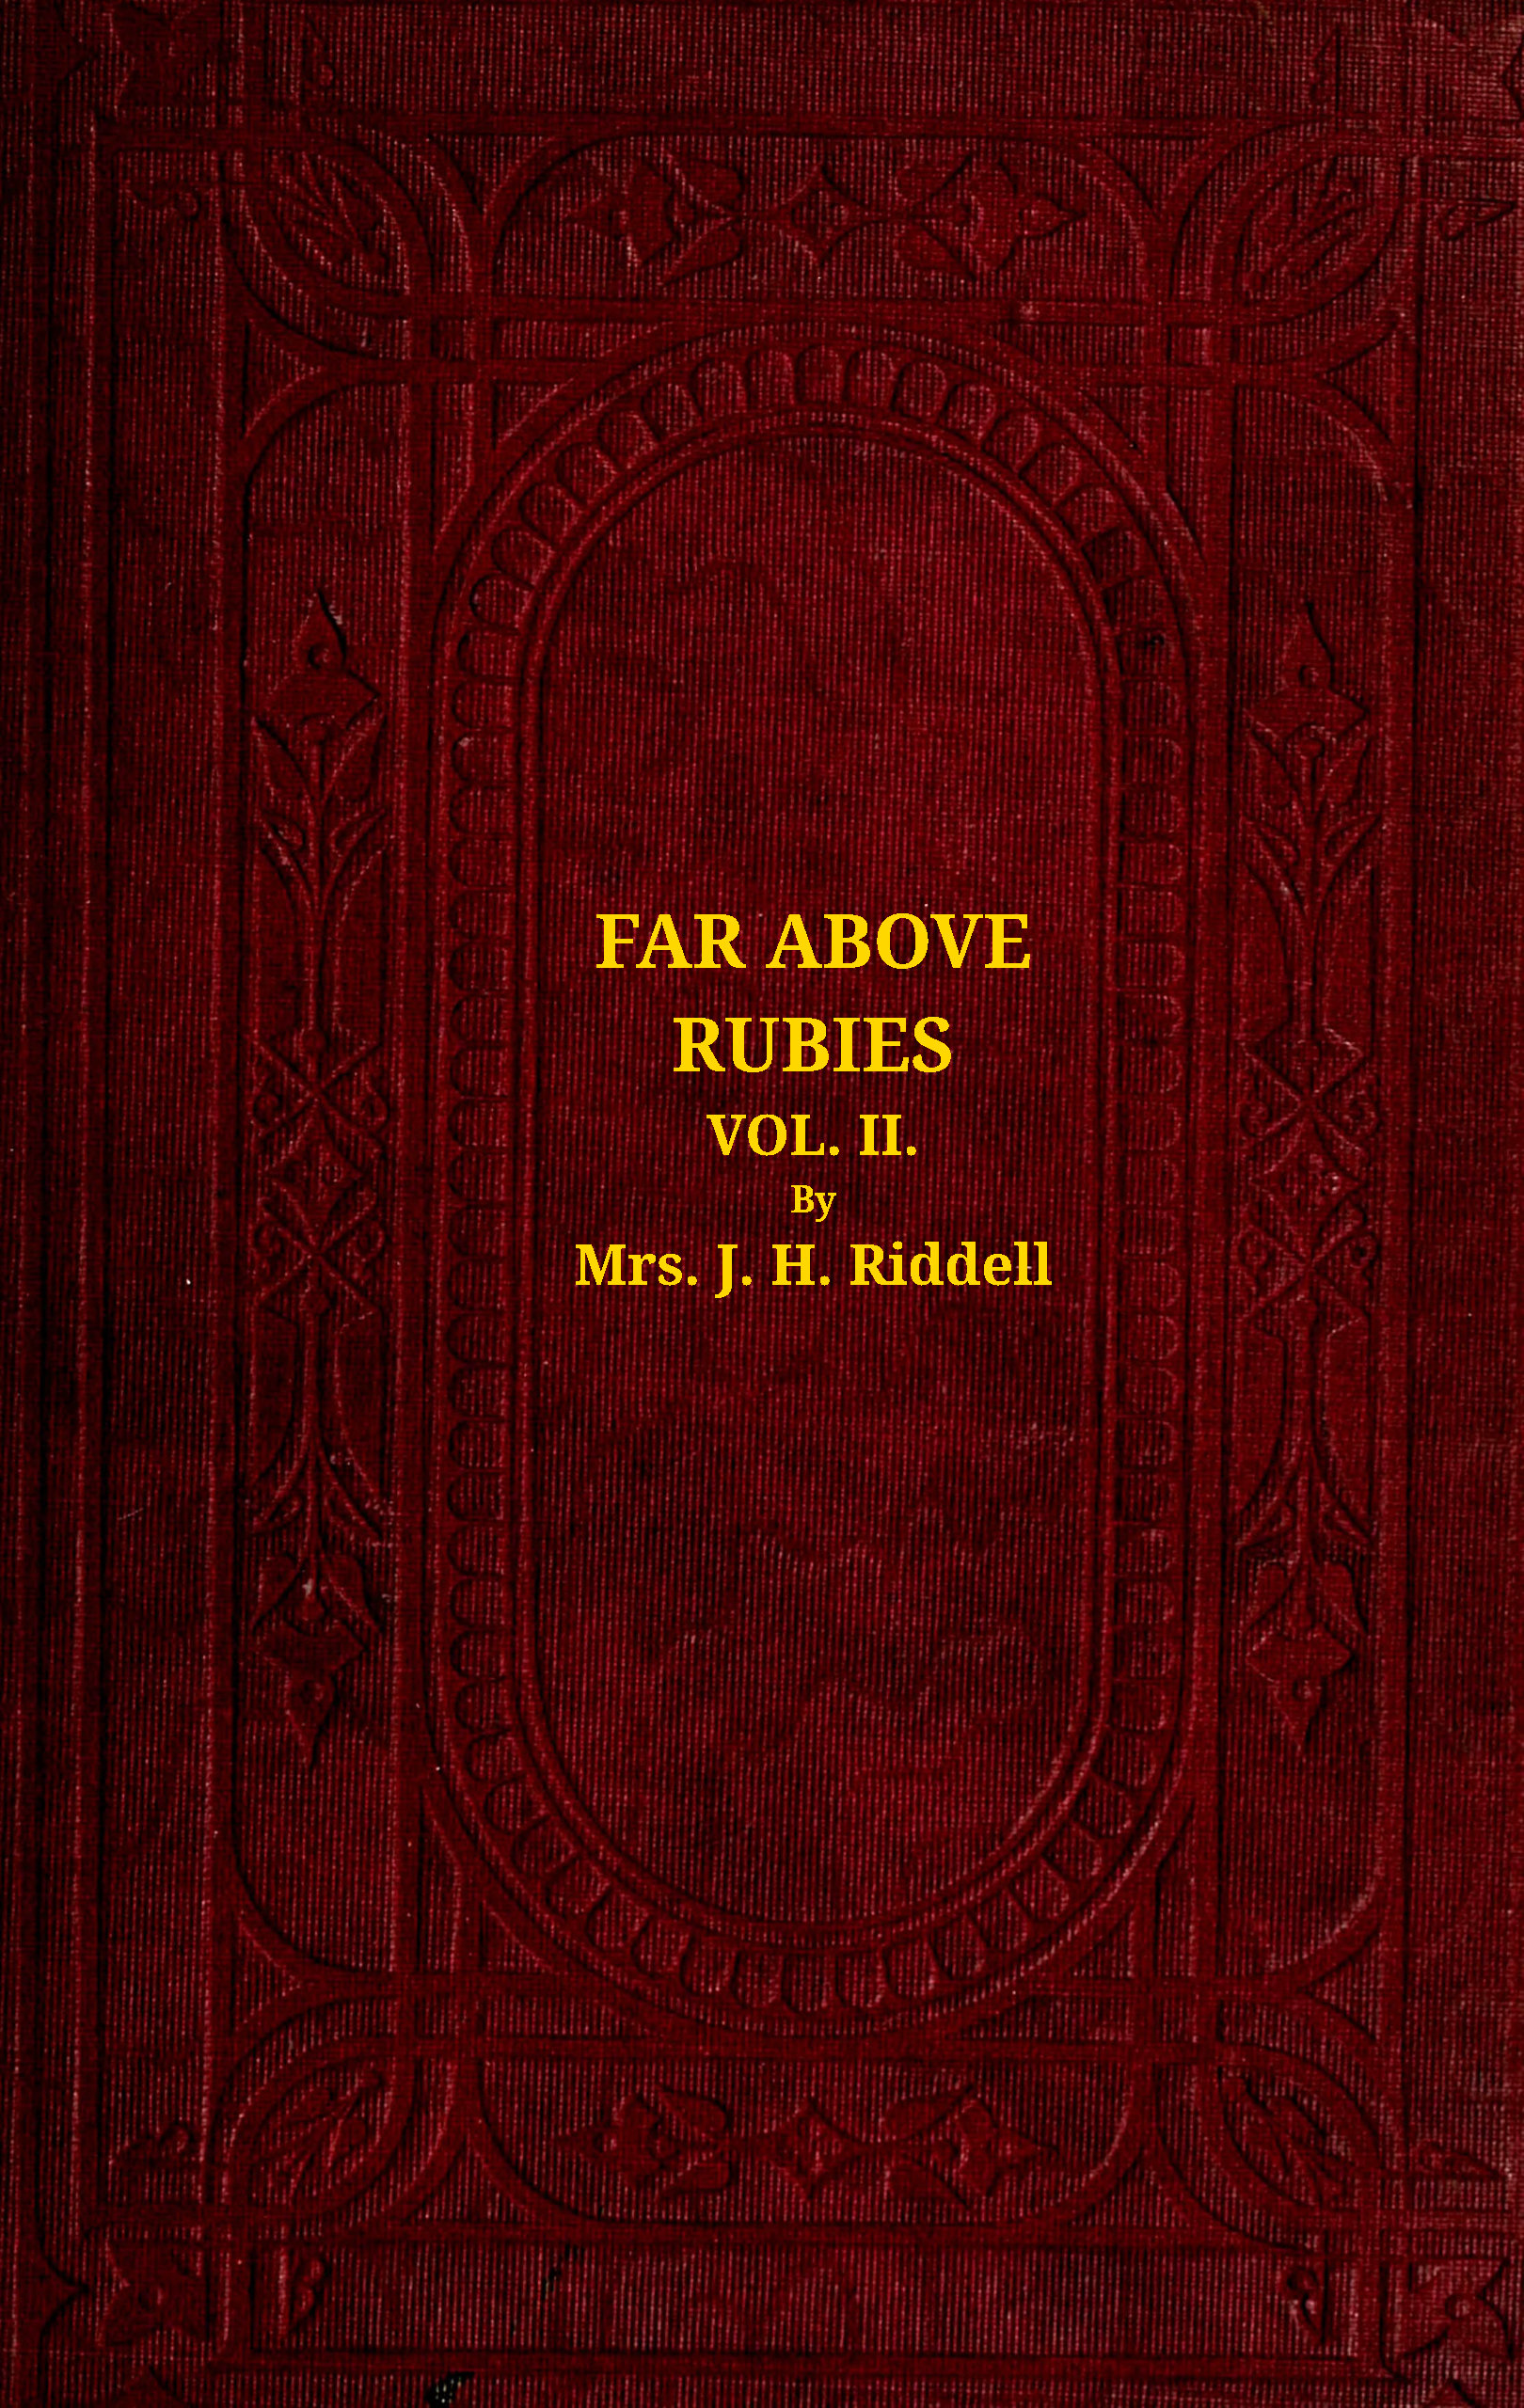 FAR ABOVE
RUBIES
VOL. II.
By
Mrs. J. H. Riddell